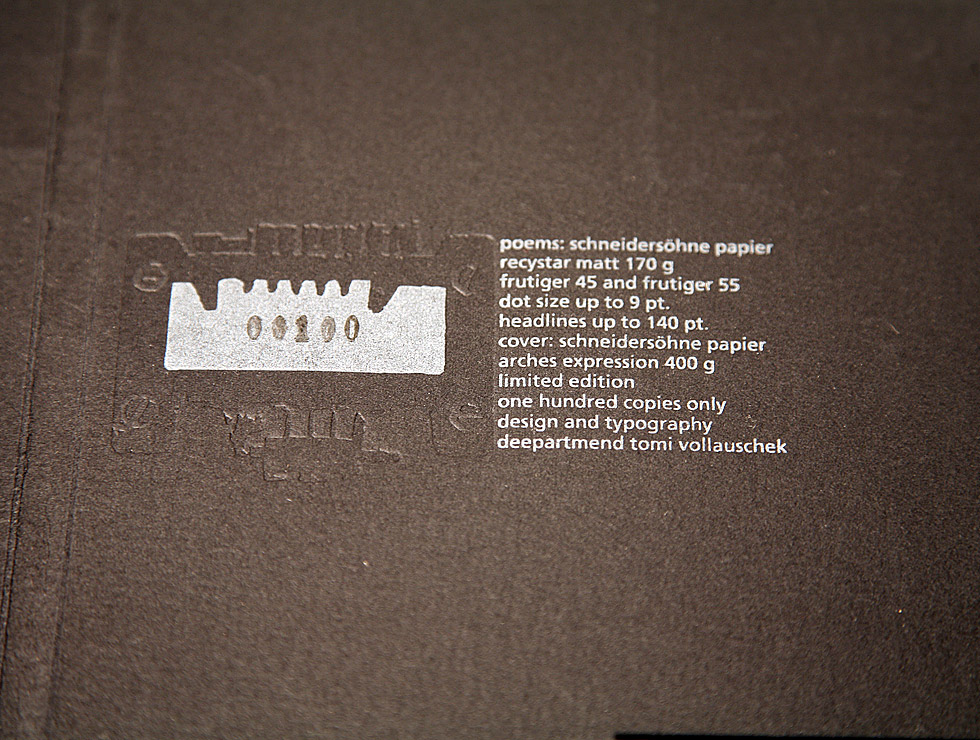 00100
poems: schneidersöhne papier
recystar matt 170 g
frutiger 45 and frutiger 55
dot size up to 9 pt.
headlines up to 140 pt.
cover: schneidersöhne papier
arches expression 400 g
limited edition
one hundred copies only
design and typography
deepartmend tomi vollauschek